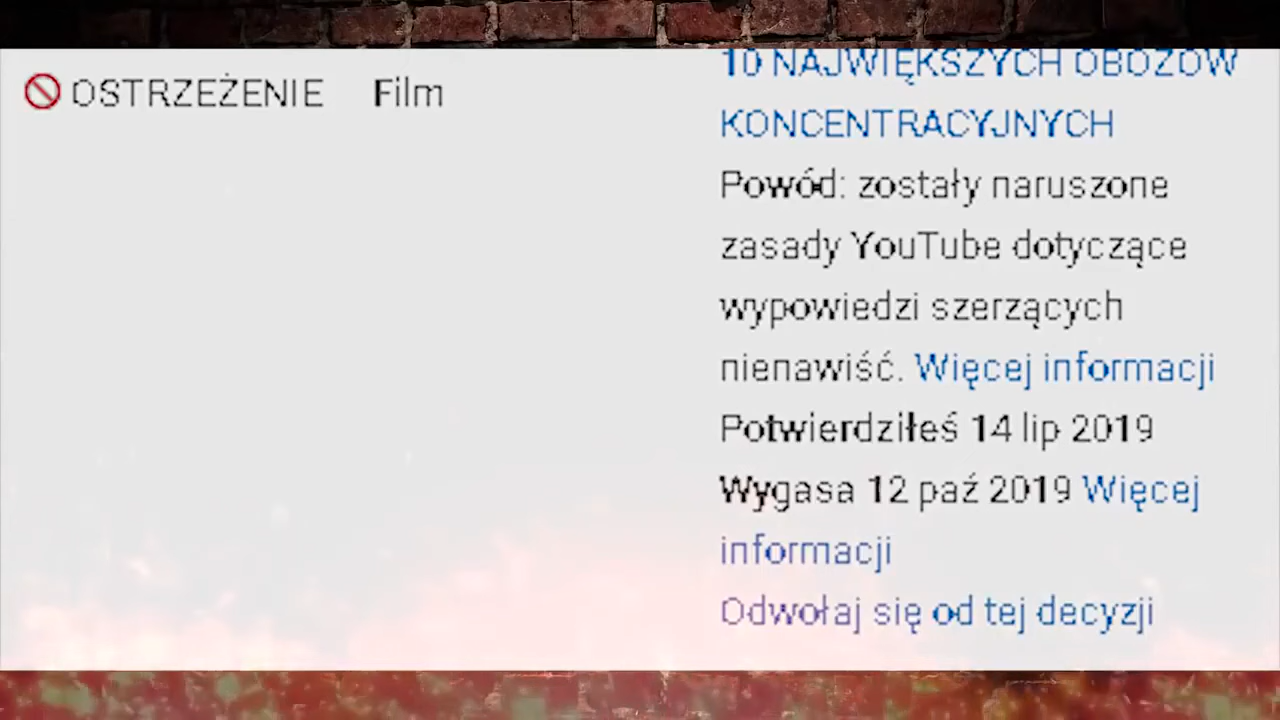 OSTRZEŻENIE Film
10 NAJWIĘKSZYCH OBOZÓW
KONCENTRACYJNYCH
Powód: zostały naruszone
zasady YouTube dotyczące
wypowiedzi szerzących
nienawiść. Więcej informacji
Potwierdziłeś 14 lip 2019
Wygasa 12 paź 2019 Więcej
informacji
Odwołaj się od tej decyzji